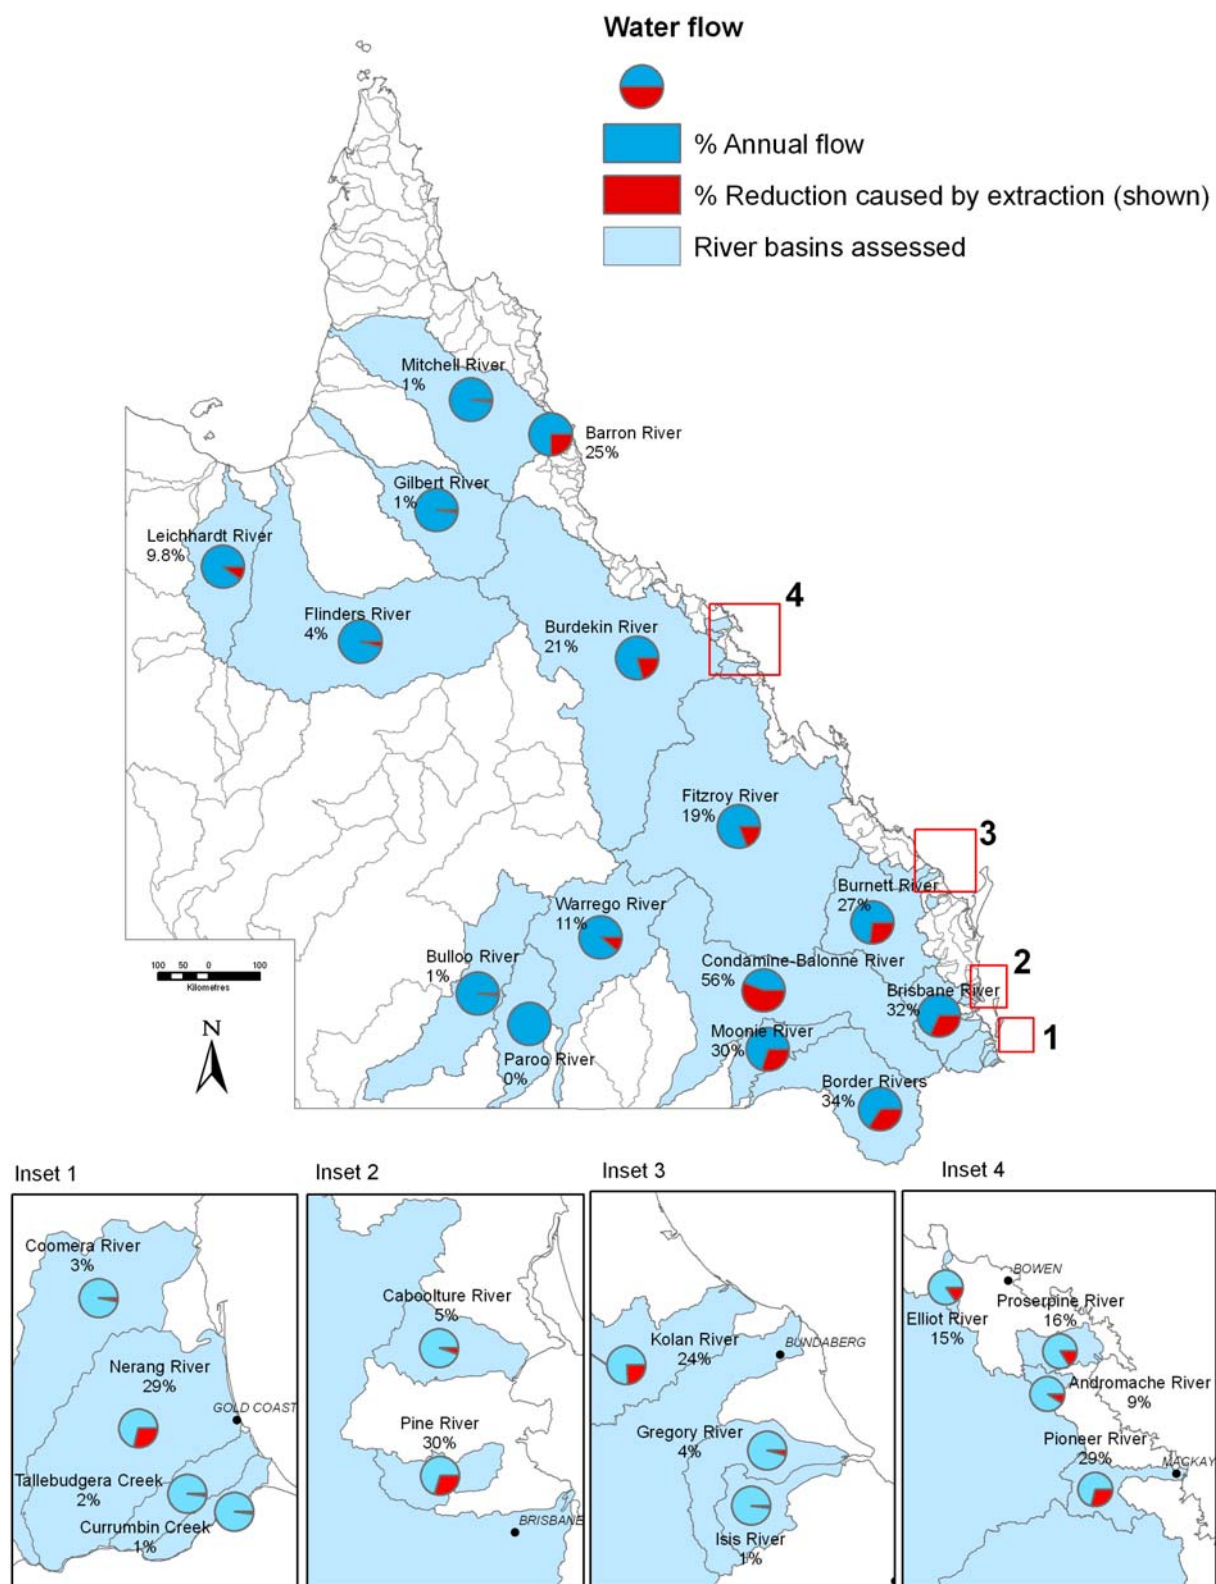 Water flow
% Annual flow
% Reduction caused by extraction (shown)
River basins assessed
Mitchell River
1%
Barron River
25%
Gilbert River
1%
Leichhardt River
9.8%
Flinders River
4%
Burdekin River
21%
4
Fitzroy River
19%
3
Burnett River
27%
Warrego River
11%
Bulloo River
1%
Condamine-Balonne River
56%
2
Brisbane River
32%
1
Moonie River
30%
Paroo River
0%
Border Rivers
34%
100 50 0 100
Kilometres
N
Inset 1
Coomera River
3%
Nerang River
29%
GOLD COAST
Tallebudgera Creek
2%
Currumbin Creek
1%
Inset 2
Caboolture River
5%
Pine River
30%
BRISBANE
Inset 3
Kolan River
24%
BUNDABERG
Gregory River
4%
Isis River
1%
Inset 4
BOWEN
Elliot River
15%
Proserpine River
16%
Andromache River
9%
Pioneer River
29%
MACKAY